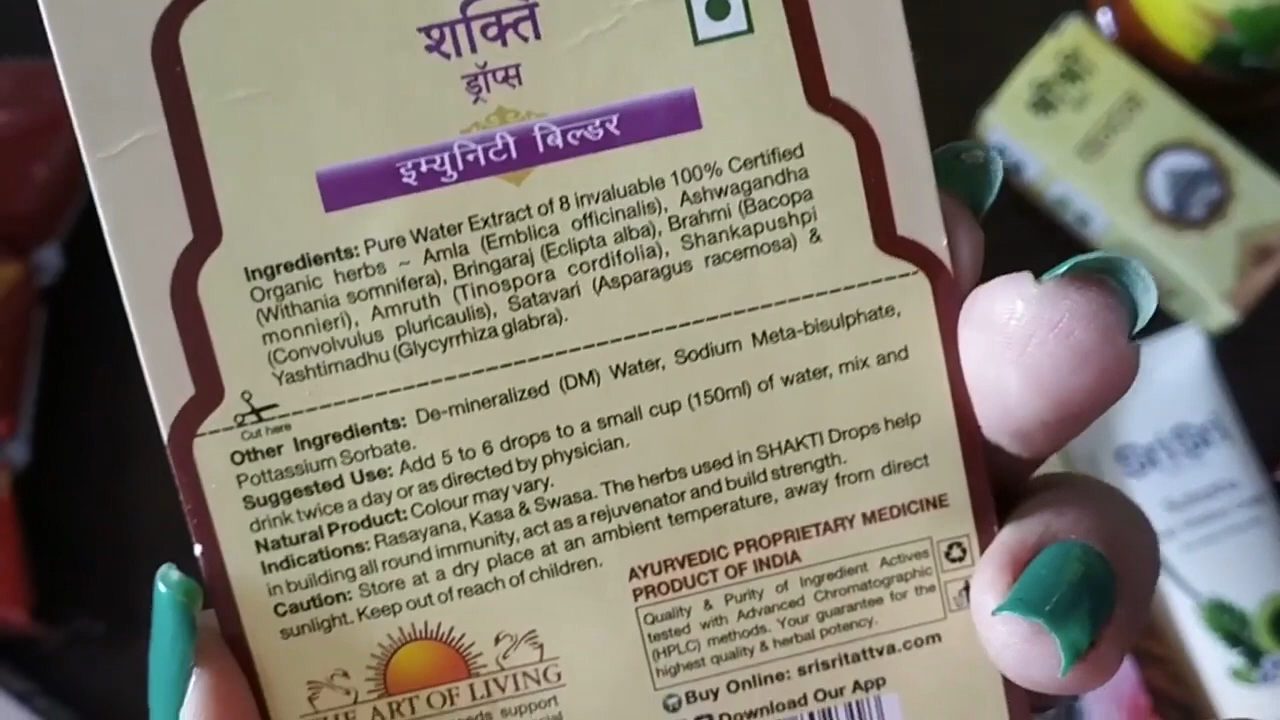 शक्ति
ड्रॉप्स
इम्युनिटी बिल्डर
Ingredients: Pure Water Extract of 8 invaluable 100% Certified
Organic herbs ~ Amla (Emblica officinalis), Ashwagandha
(Withania somnifera), Bringaraj (Eclipta alba), Brahmi (Bacopa
monnieri), Amruth (Tinospora cordifolia), Shankapushpi
(Convolvulus pluricaulis), Satavari (Asparagus racemosa) &
Yashtimadhu (Glycyrrhiza glabra).
Cut here
Other Ingredients: De-mineralized (DM) Water, Sodium Meta-bisulphate,
Pottassium Sorbate.
Suggested Use: Add 5 to 6 drops to a small cup (150ml) of water, mix and
drink twice a day or as directed by physician.
Natural Product: Colour may vary.
Indications: Rasayana, Kasa & Swasa. The herbs used in SHAKTI Drops help
in building all round immunity, act as a rejuvenator and build strength.
Caution: Store at a dry place at an ambient temperature, away from direct
sunlight. Keep out of reach of children.
AYURVEDIC PROPRIETARY MEDICINE
PRODUCT OF INDIA
Quality & Purity of Ingredient Actives
tested with Advanced Chromatographic
(HPLC) methods. Your guarantee for the
highest quality & herbal potency.
THE ART OF LIVING
support
Buy Online: srisritattva.com
Download Our App
Sri Sri